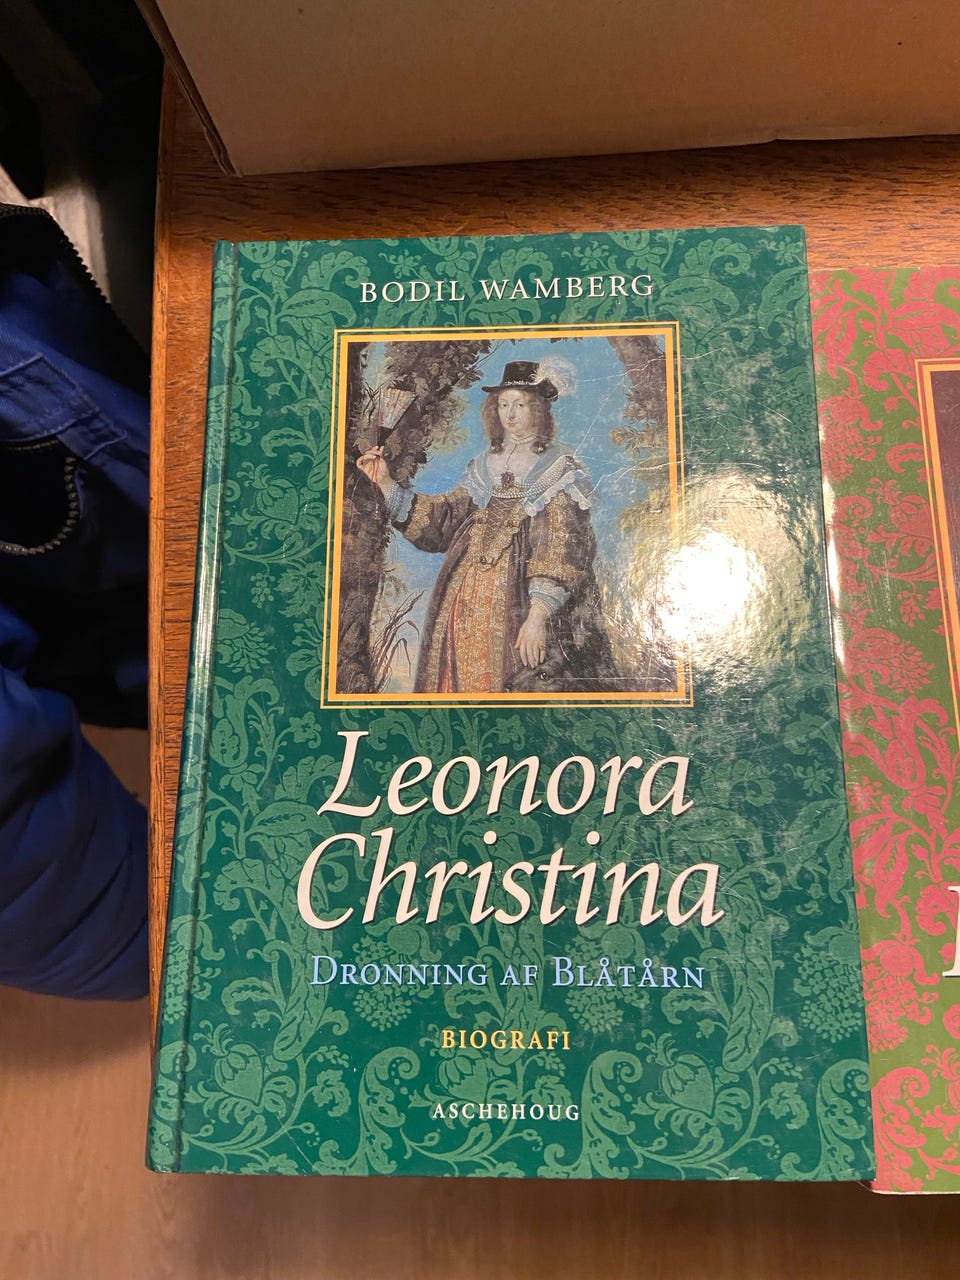 BODIL WAMBERG
Leonora
Christina
DRONNING AF BLÅTÅRN
BIOGRAFI
ASCHEHOUG